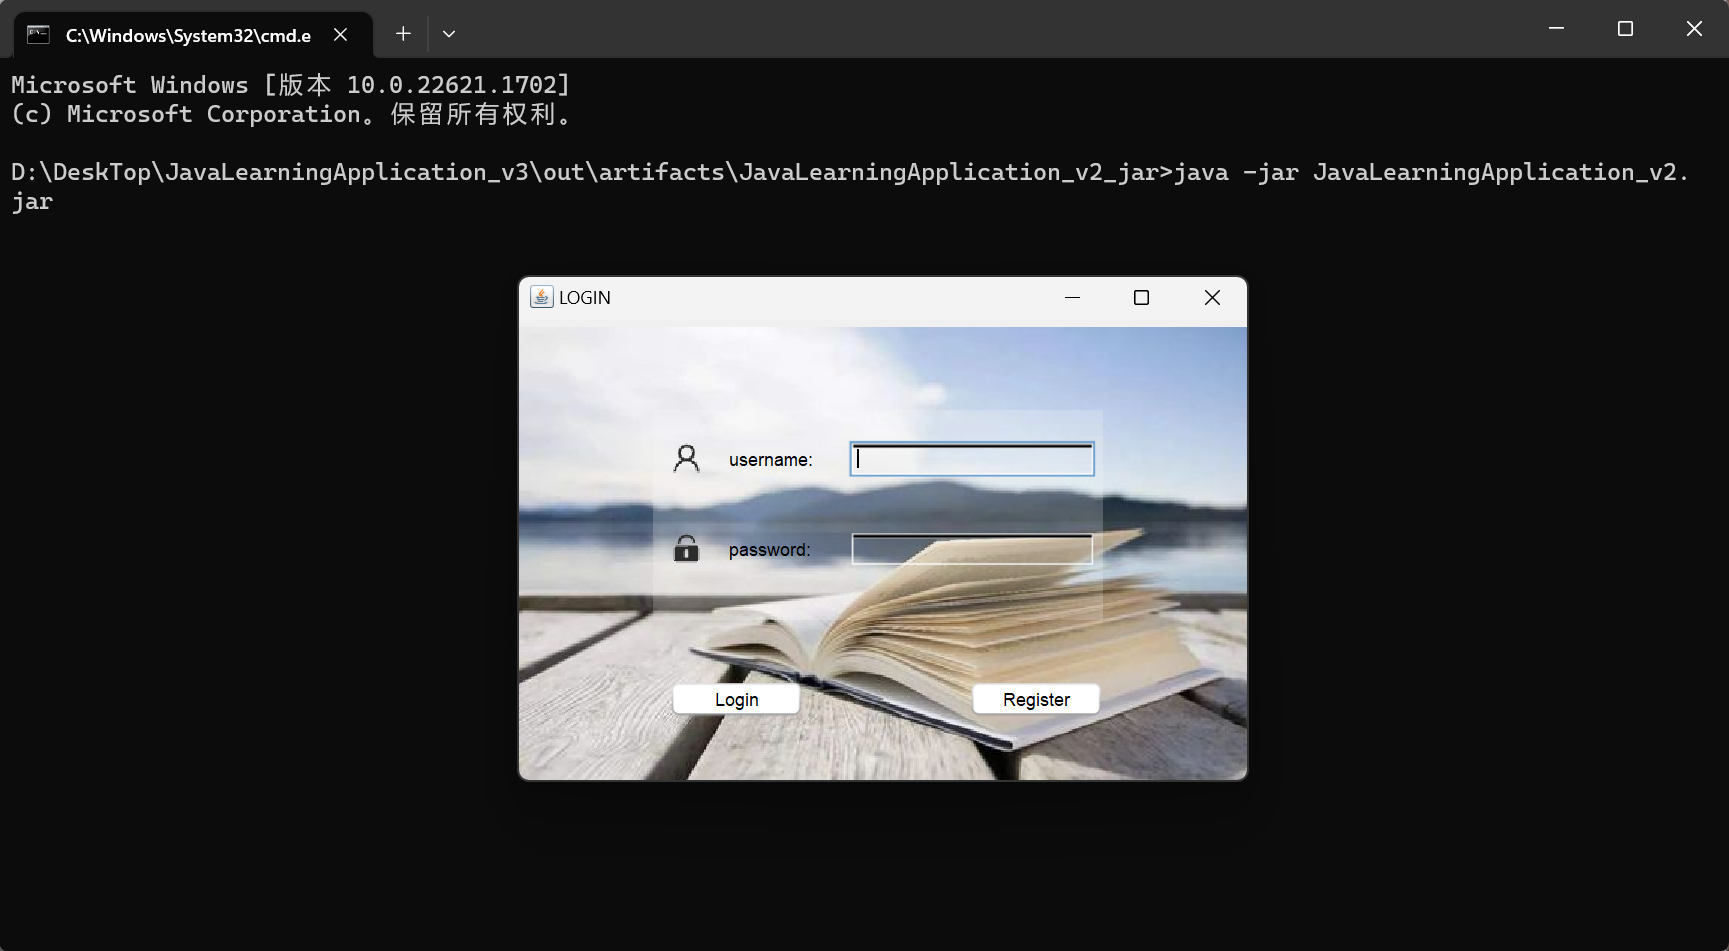 C:\Windows\System32\cmd.e
Microsoft Windows [版本 10.0.22621.1702]
(c) Microsoft Corporation。保留所有权利。
D:\DeskTop\JavaLearningApplication_v3\out\artifacts\JavaLearningApplication_v2_jar>java -jar JavaLearningApplication_v2.
jar
LOGIN
username:
password:
Login Register